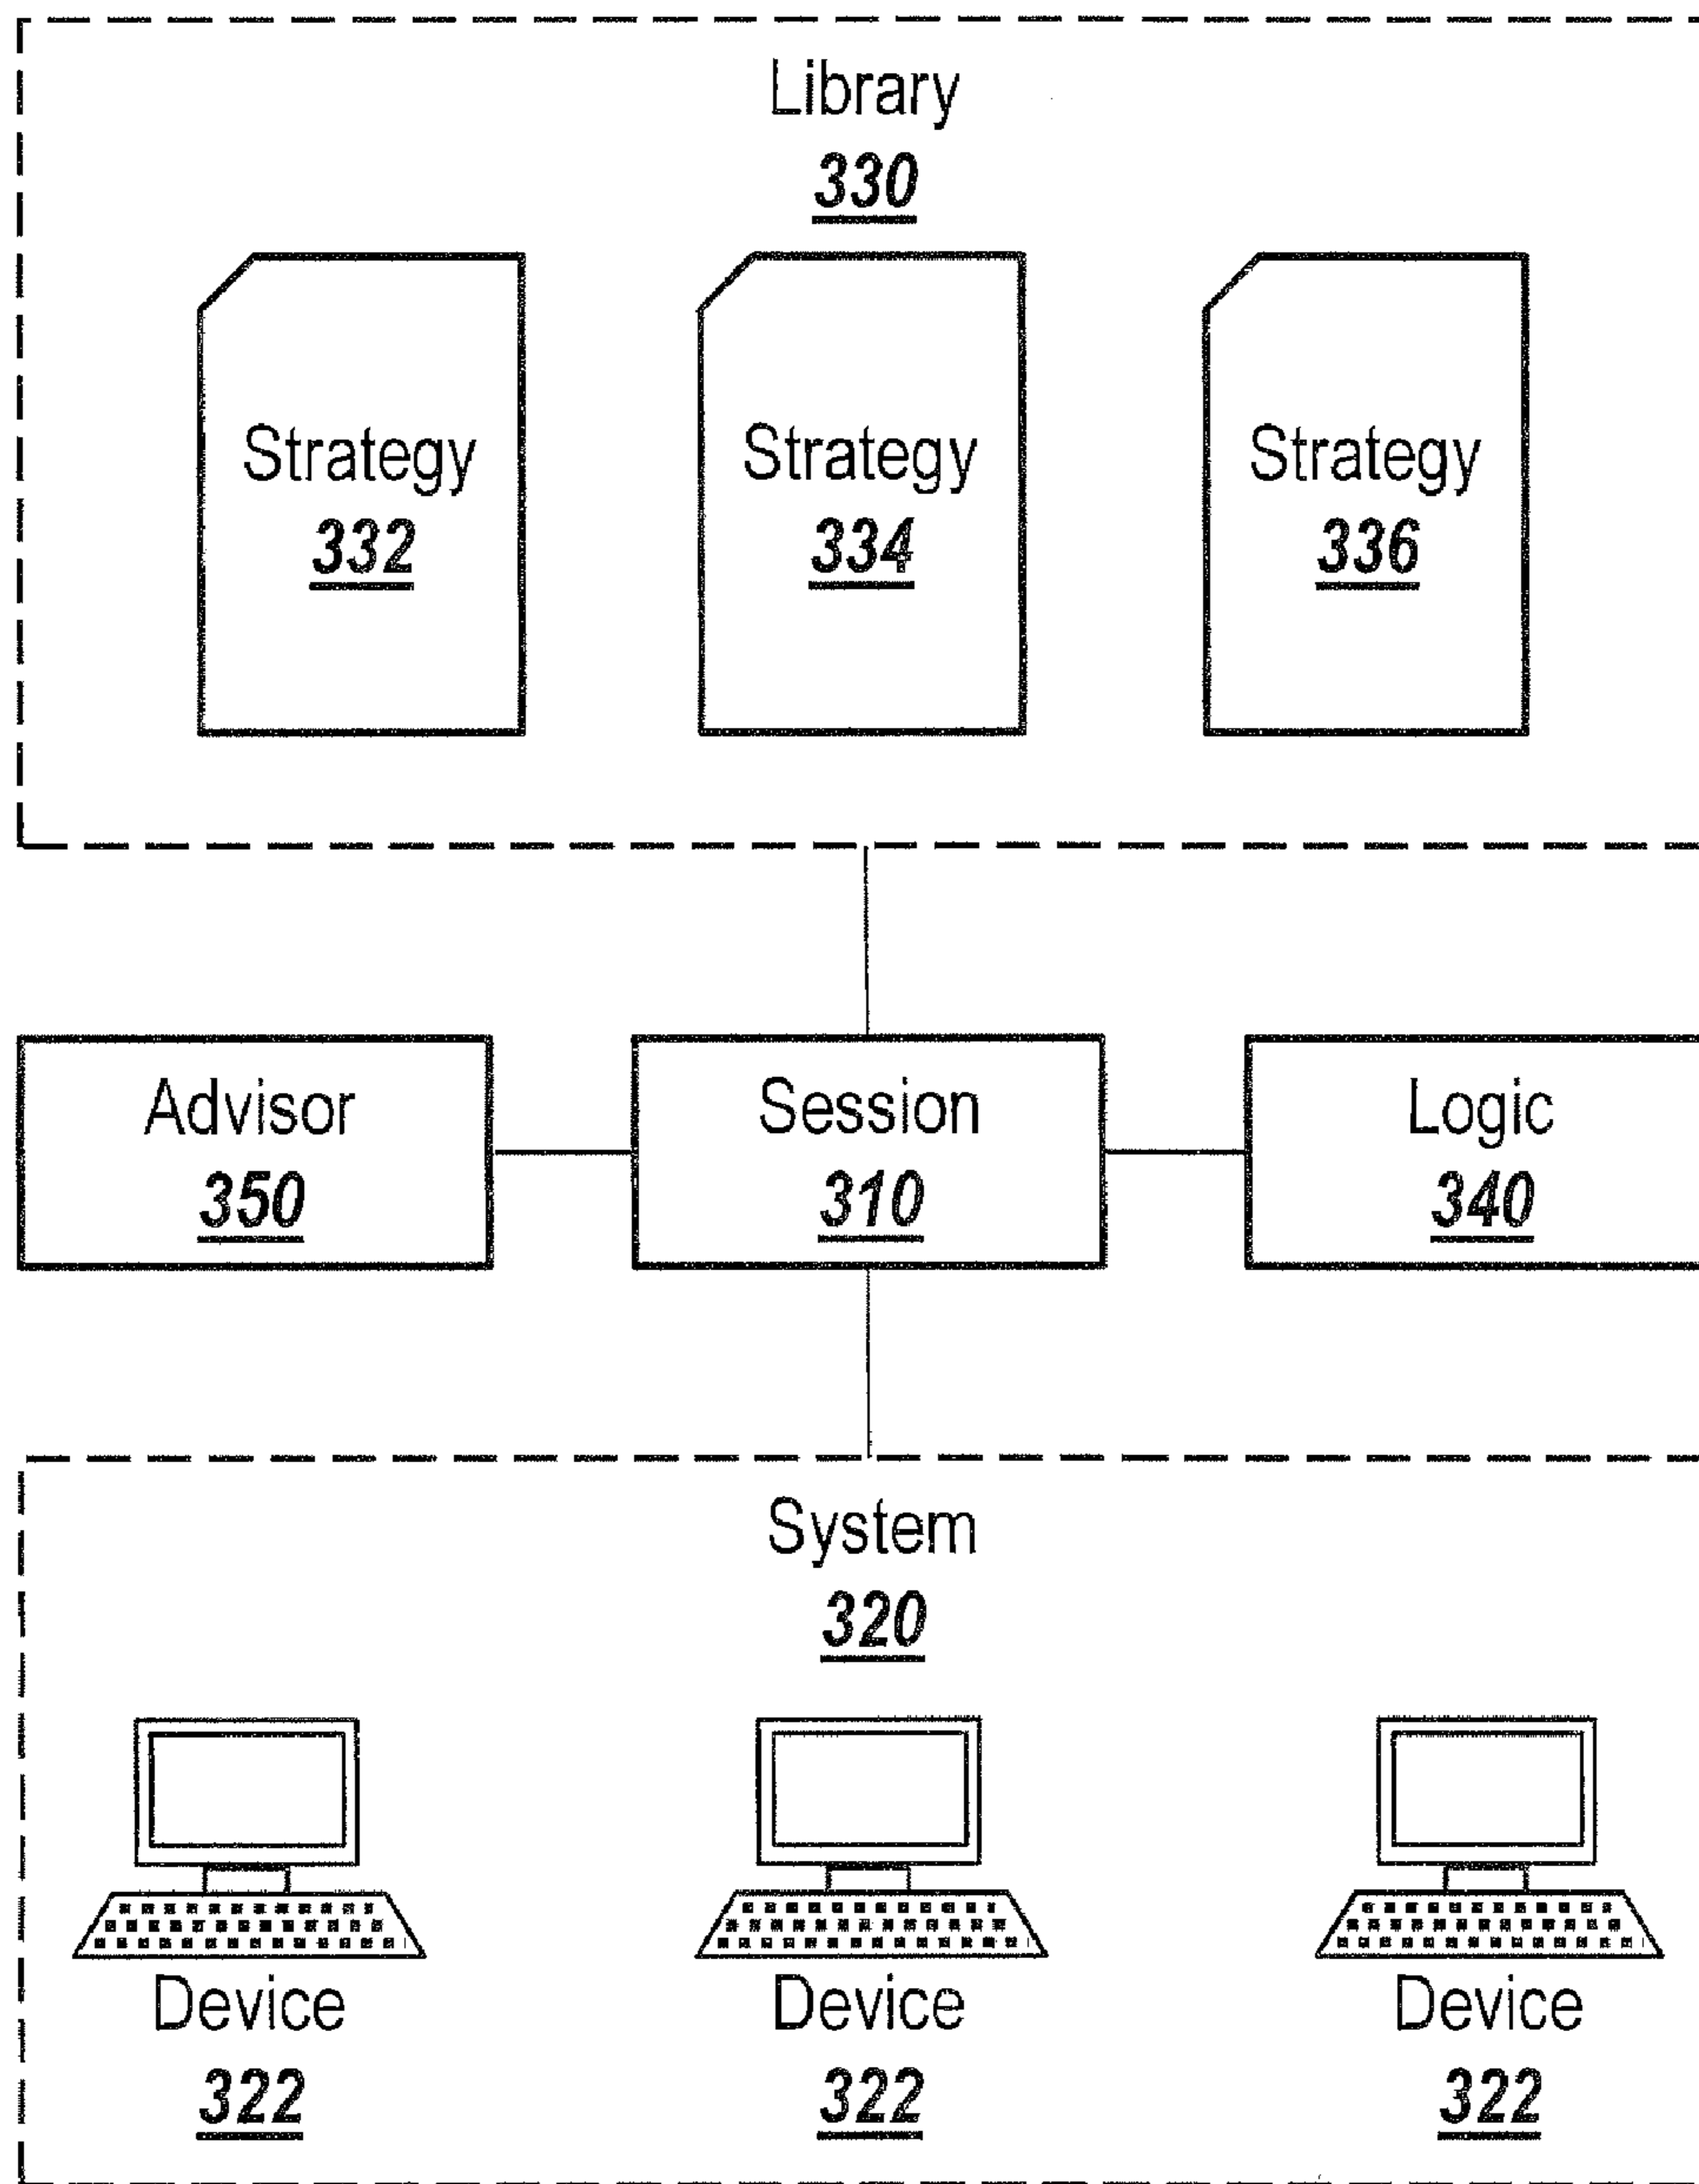 Library
330
Strategy Strategy Strategy
332 334 336
Advisor Session Logic
350 310 340
System
320
Device Device Device
322 322 322